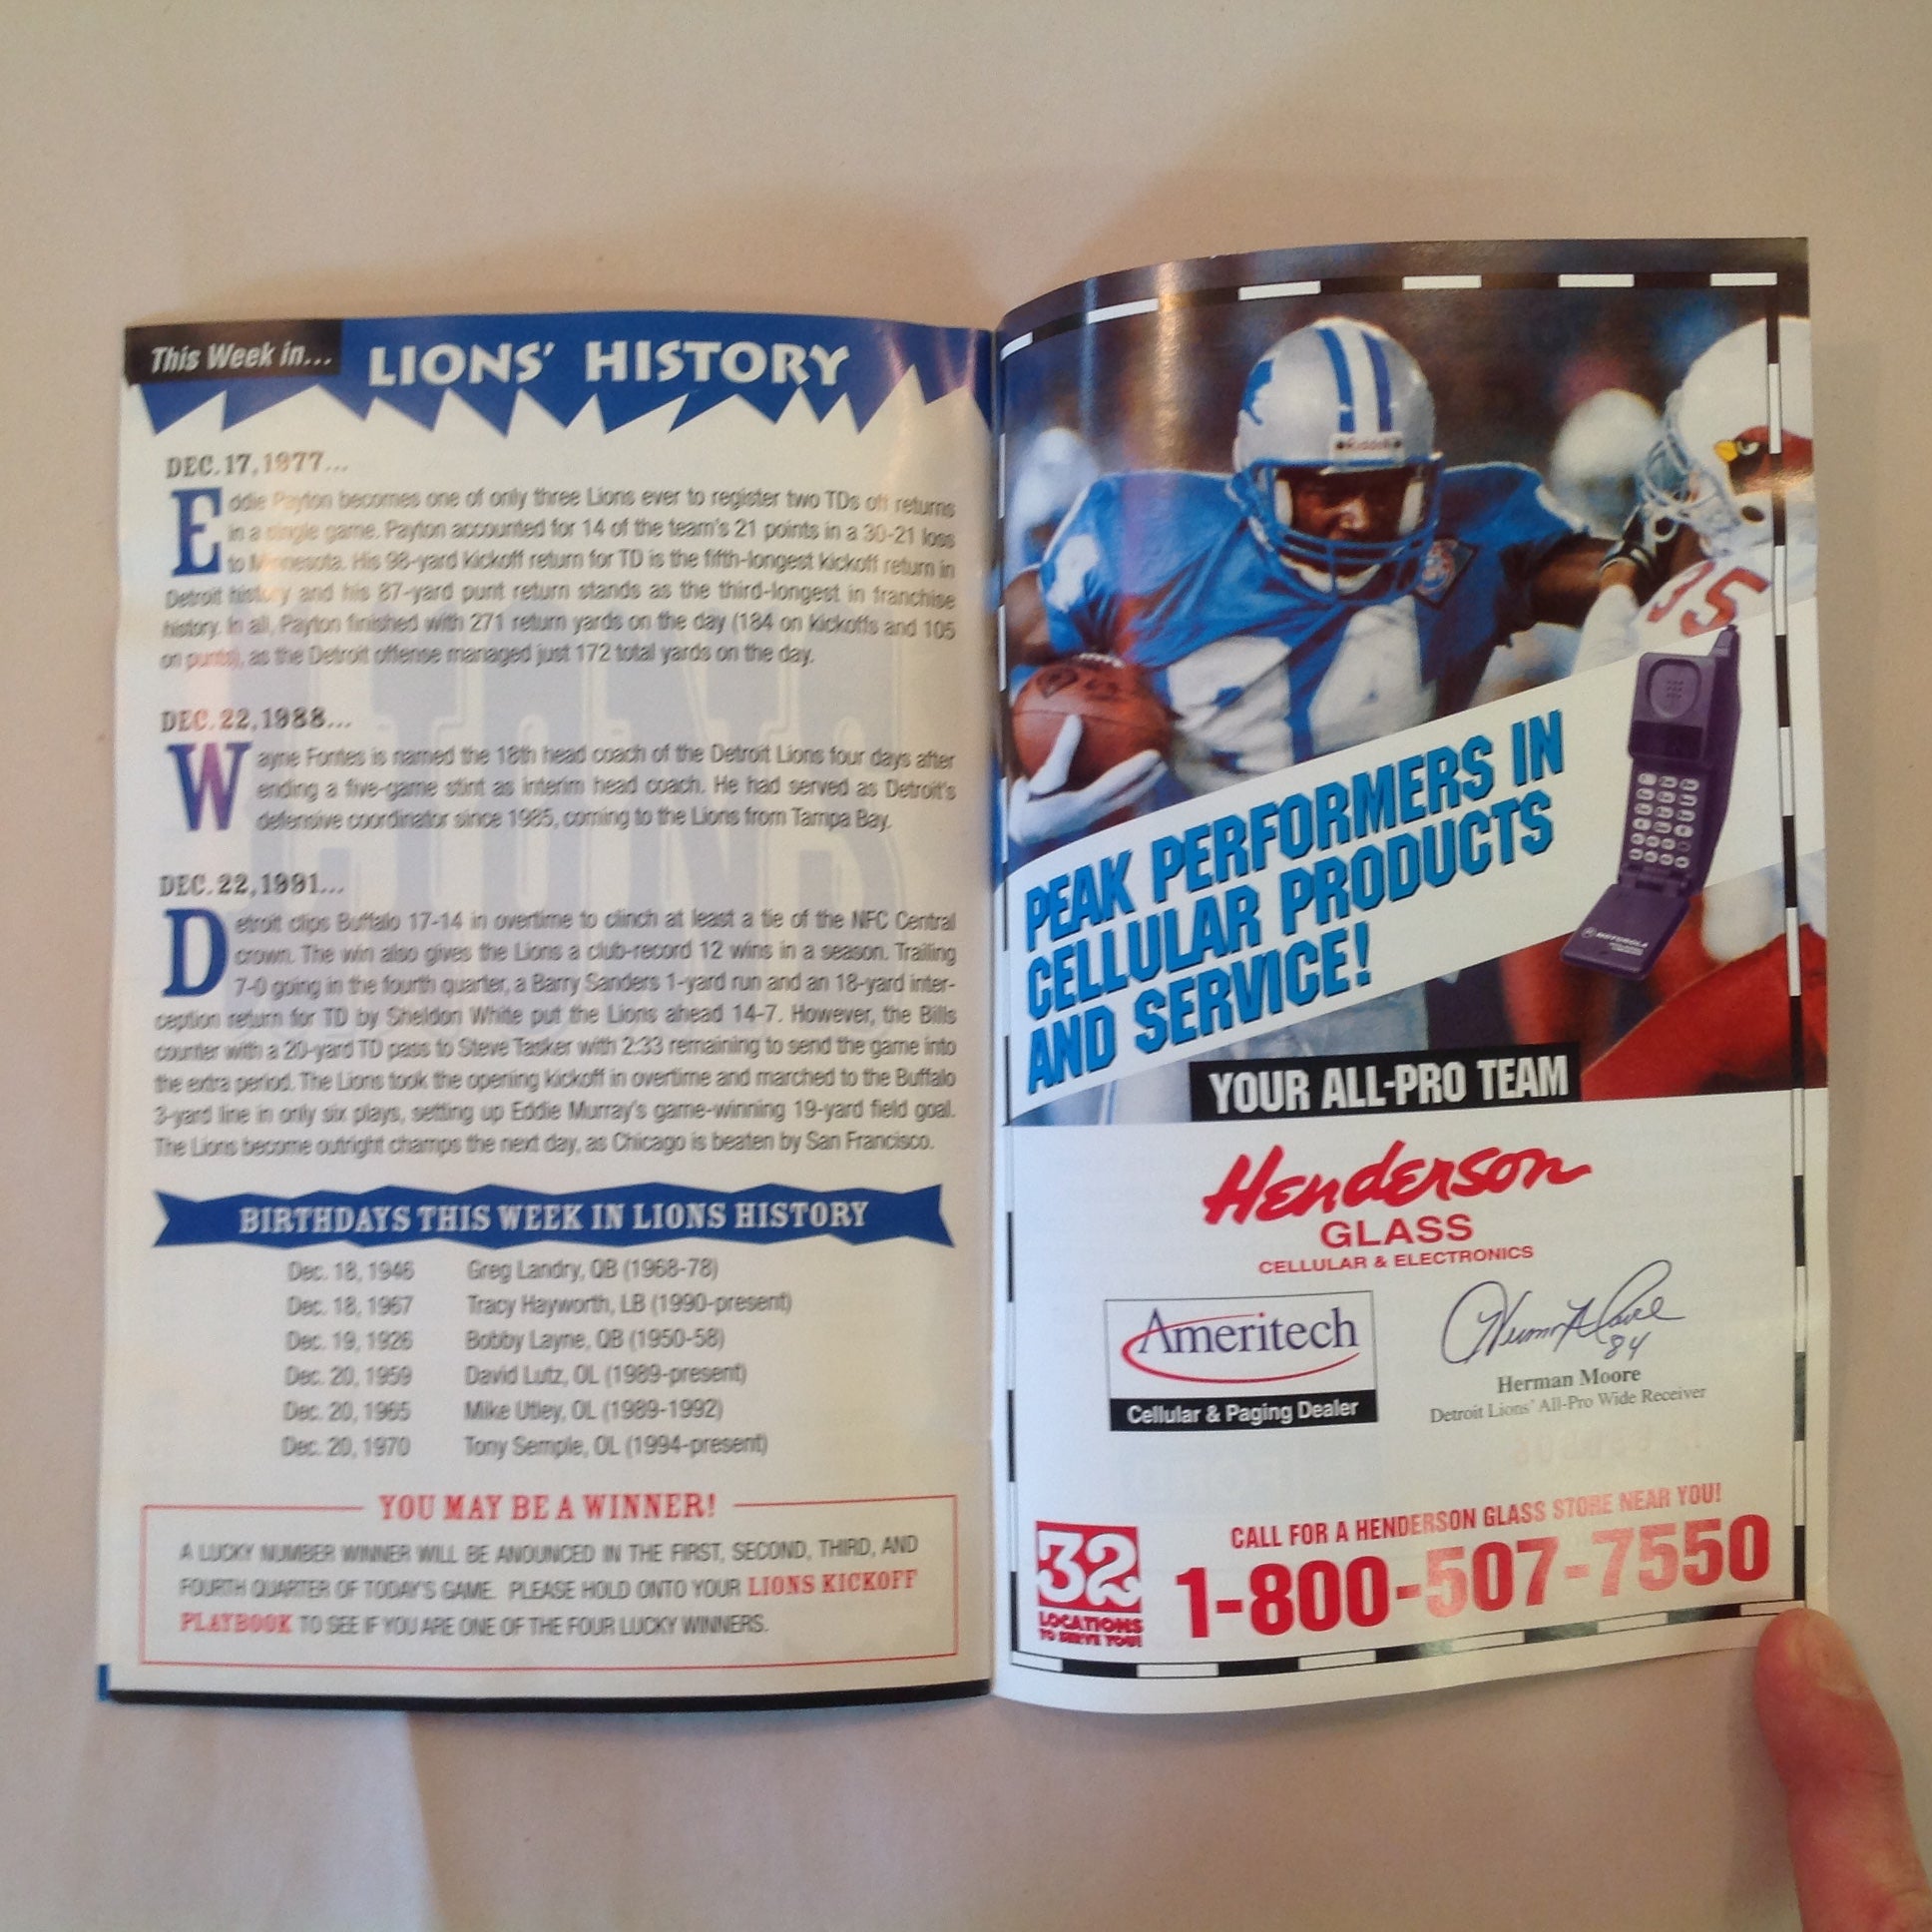 This Week in... LIONS' HISTORY
DEC. 17, 1977...
Eddie Payton becomes one of only three Lions ever to register two TDs off returns
in a single game. Payton accounted for 14 of the team's 21 points in a 30-21 loss
to Minnesota. His 98-yard kickoff return for TD is the fifth-longest kickoff return in
Detroit history and his 87-yard punt return stands as the third-longest in franchise
history. In all, Payton finished with 271 return yards on the day (184 on kickoffs and 105
on punts), as the Detroit offense managed just 172 total yards on the day.
DEC. 22, 1988...
Wayne Fontes is named the 18th head coach of the Detroit Lions four days after
ending a five-game stint as interim head coach. He had served as Detroit's
defensive coordinator since 1985, coming to the Lions from Tampa Bay.
DEC. 22, 1991...
Detroit clips Buffalo 17-14 in overtime to clinch at least a tie of the NFC Central
crown. The win also gives the Lions a club-record 12 wins in a season. Trailing
7-0 going in the fourth quarter, a Barry Sanders 1-yard run and an 18-yard inter-
ception return for TD by Sheldon White put the Lions ahead 14-7. However, the Bills
counter with a 20-yard TD pass to Steve Tasker with 2:33 remaining to send the game into
the extra period. The Lions took the opening kickoff in overtime and marched to the Buffalo
3-yard line in only six plays, setting up Eddie Murray's game-winning 19-yard field goal.
The Lions become outright champs the next day, as Chicago is beaten by San Francisco.
BIRTHDAYS THIS WEEK IN LIONS HISTORY
Dec. 18, 1946 Greg Landry, QB (1968-78)
Dec. 18, 1967 Tracy Hayworth, LB (1990-present)
Dec. 19, 1926 Bobby Layne, QB (1950-58)
Dec. 20, 1959 David Lutz, OL (1989-present)
Dec. 20, 1965 Mike Utley, OL (1989-1992)
Dec. 20, 1970 Tony Semple, OL (1994-present)
YOU MAY BE A WINNER!
A LUCKY NUMBER WINNER WILL BE ANOUNCED IN THE FIRST, SECOND, THIRD, AND
FOURTH QUARTER OF TODAY'S GAME. PLEASE HOLD ONTO YOUR LIONS KICKOFF
PLAYBOOK TO SEE IF YOU ARE ONE OF THE FOUR LUCKY WINNERS.
Riddell
84
35
PEAK PERFORMERS IN
CELLULAR PRODUCTS
AND SERVICE!
MOTOROLA
YOUR ALL-PRO TEAM
Henderson
GLASS
CELLULAR & ELECTRONICS
Ameritech
Cellular & Paging Dealer
Herman Moore
84
Herman Moore
Detroit Lions' All-Pro Wide Receiver
32
LOCATIONS
TO SERVE YOU!
CALL FOR A HENDERSON GLASS STORE NEAR YOU!
1-800-507-7550